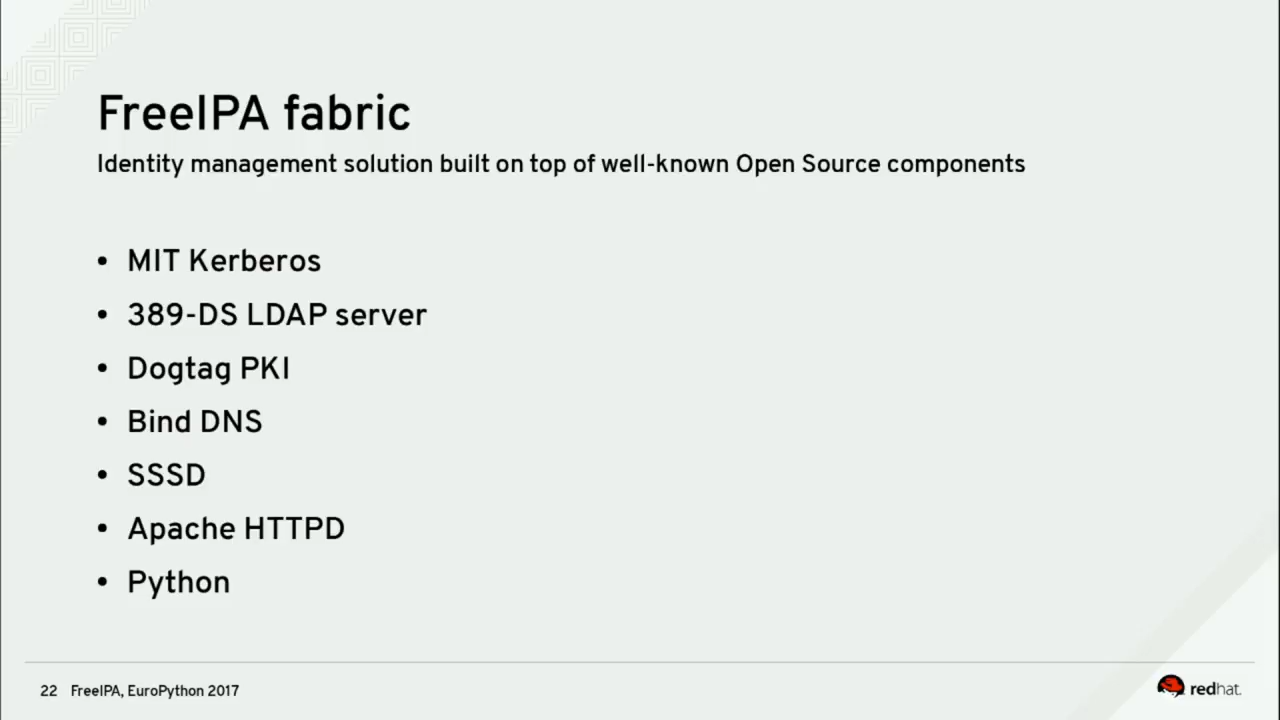 FreeIPA fabric
Identity management solution built on top of well-known Open Source components
• MIT Kerberos
• 389-DS LDAP server
• Dogtag PKI
• Bind DNS
• SSSD
• Apache HTTPD
• Python
22 FreeIPA, EuroPython 2017
redhat.